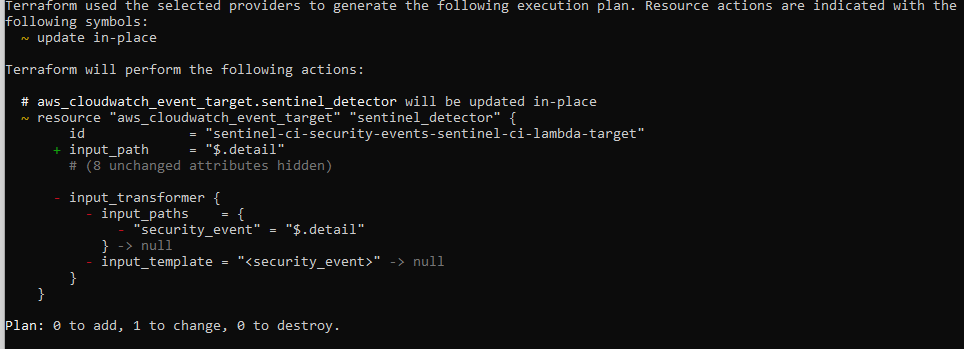 Terraform used the selected providers to generate the following execution plan. Resource actions are indicated with the
following symbols:
  ~ update in-place

Terraform will perform the following actions:

  # aws_cloudwatch_event_target.sentinel_detector will be updated in-place
  ~ resource "aws_cloudwatch_event_target" "sentinel_detector" {
        id             = "sentinel-ci-security-events-sentinel-ci-lambda-target"
      + input_path     = "$.detail"
        # (8 unchanged attributes hidden)

      - input_transformer {
          - input_paths    = {
              - "security_event" = "$.detail"
            } -> null
          - input_template = "<security_event>" -> null
        }
    }

Plan: 0 to add, 1 to change, 0 to destroy.